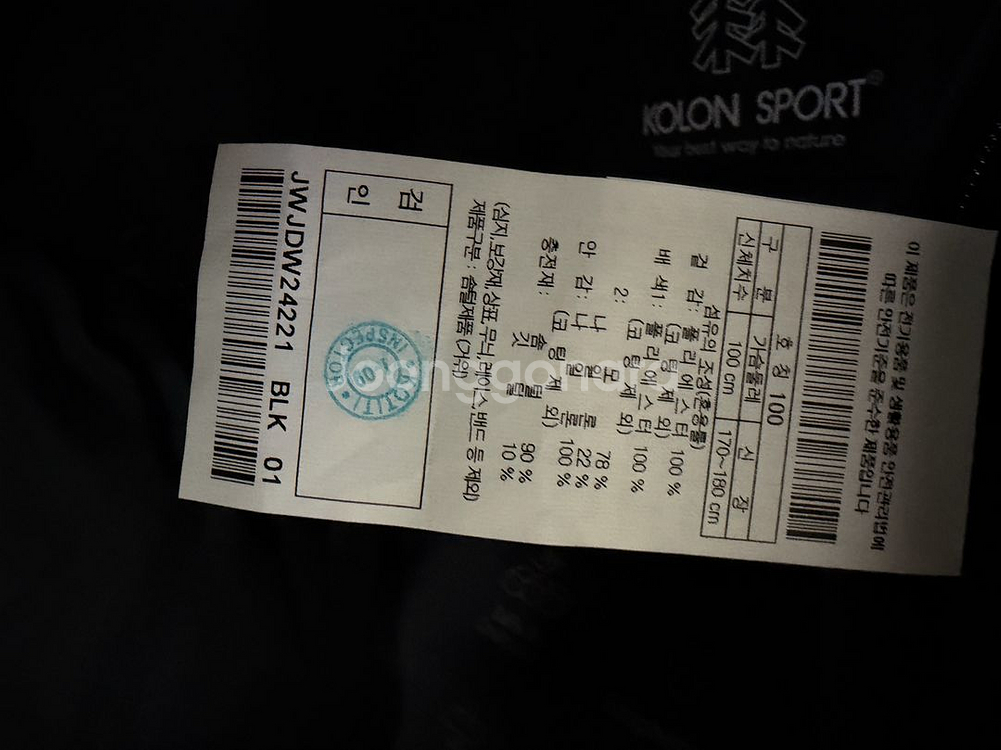 KOLON SPORT®
Your best way to nature
이 제품은 전기용품 및 생활용품 안전관리법에
따른 안전기준을 준수한 제품입니다
호 칭 100
구 분 가슴둘레 신 장
신체치수 100 cm 170~180 cm
섬유의 조성(혼용률)
겉 감: 폴 리 에 스 터 100 %
(코 팅 제 외)
배 색1: 폴 리 에 스 터 100 %
(코 팅 제 외)
2: 모 78 %
나 일 론 22 %
안 감: 나 일 론 100 %
(코 팅 제 외)
충전재: 솜 털 90 %
깃 털 10 %
(심지,보강재,상표,무늬,레이스,밴드 등 제외)
제품구분 : 솜털제품(거위)
검 인
FITI
INSPECTOR
JWJDW24221 BLK 01
Joonggonara